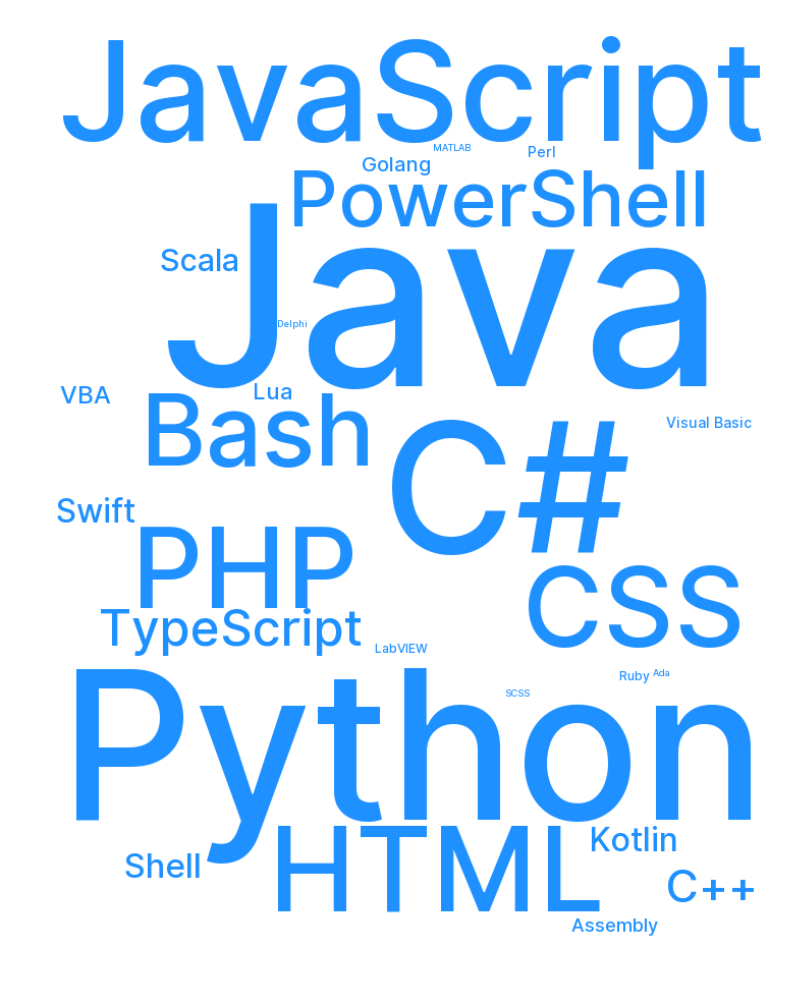 JavaScript
MATLAB
Perl
Golang
PowerShell
Java
Scala
Delphi
VBA
Lua
Bash
Visual Basic
C#
Swift
PHP
CSS
TypeScript
LabVIEW
Ruby
Ada
Python
SCSS
HTML
Kotlin
Shell
C++
Assembly